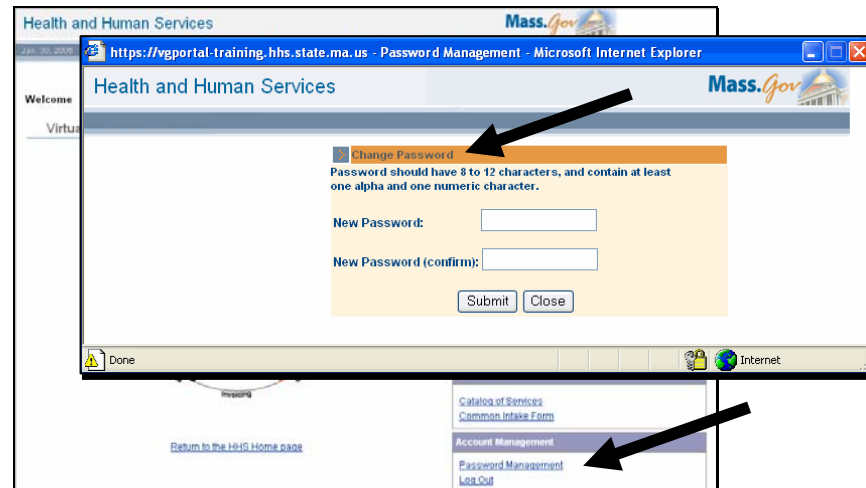 Health and Human Services
Mass.Gov
Jan. 30, 2006
https://vgportal-training.hhs.state.ma.us - Password Management - Microsoft Internet Explorer
Health and Human Services
Mass.Gov
Welcome
Virtua
Change Password
Password should have 8 to 12 characters, and contain at least
one alpha and one numeric character.
New Password:
New Password (confirm):
Submit Close
Done
Internet
Invoicing
Catalog of Services
Common Intake Form
Return to the HHS Home page
Account Management
Password Management
Log Out